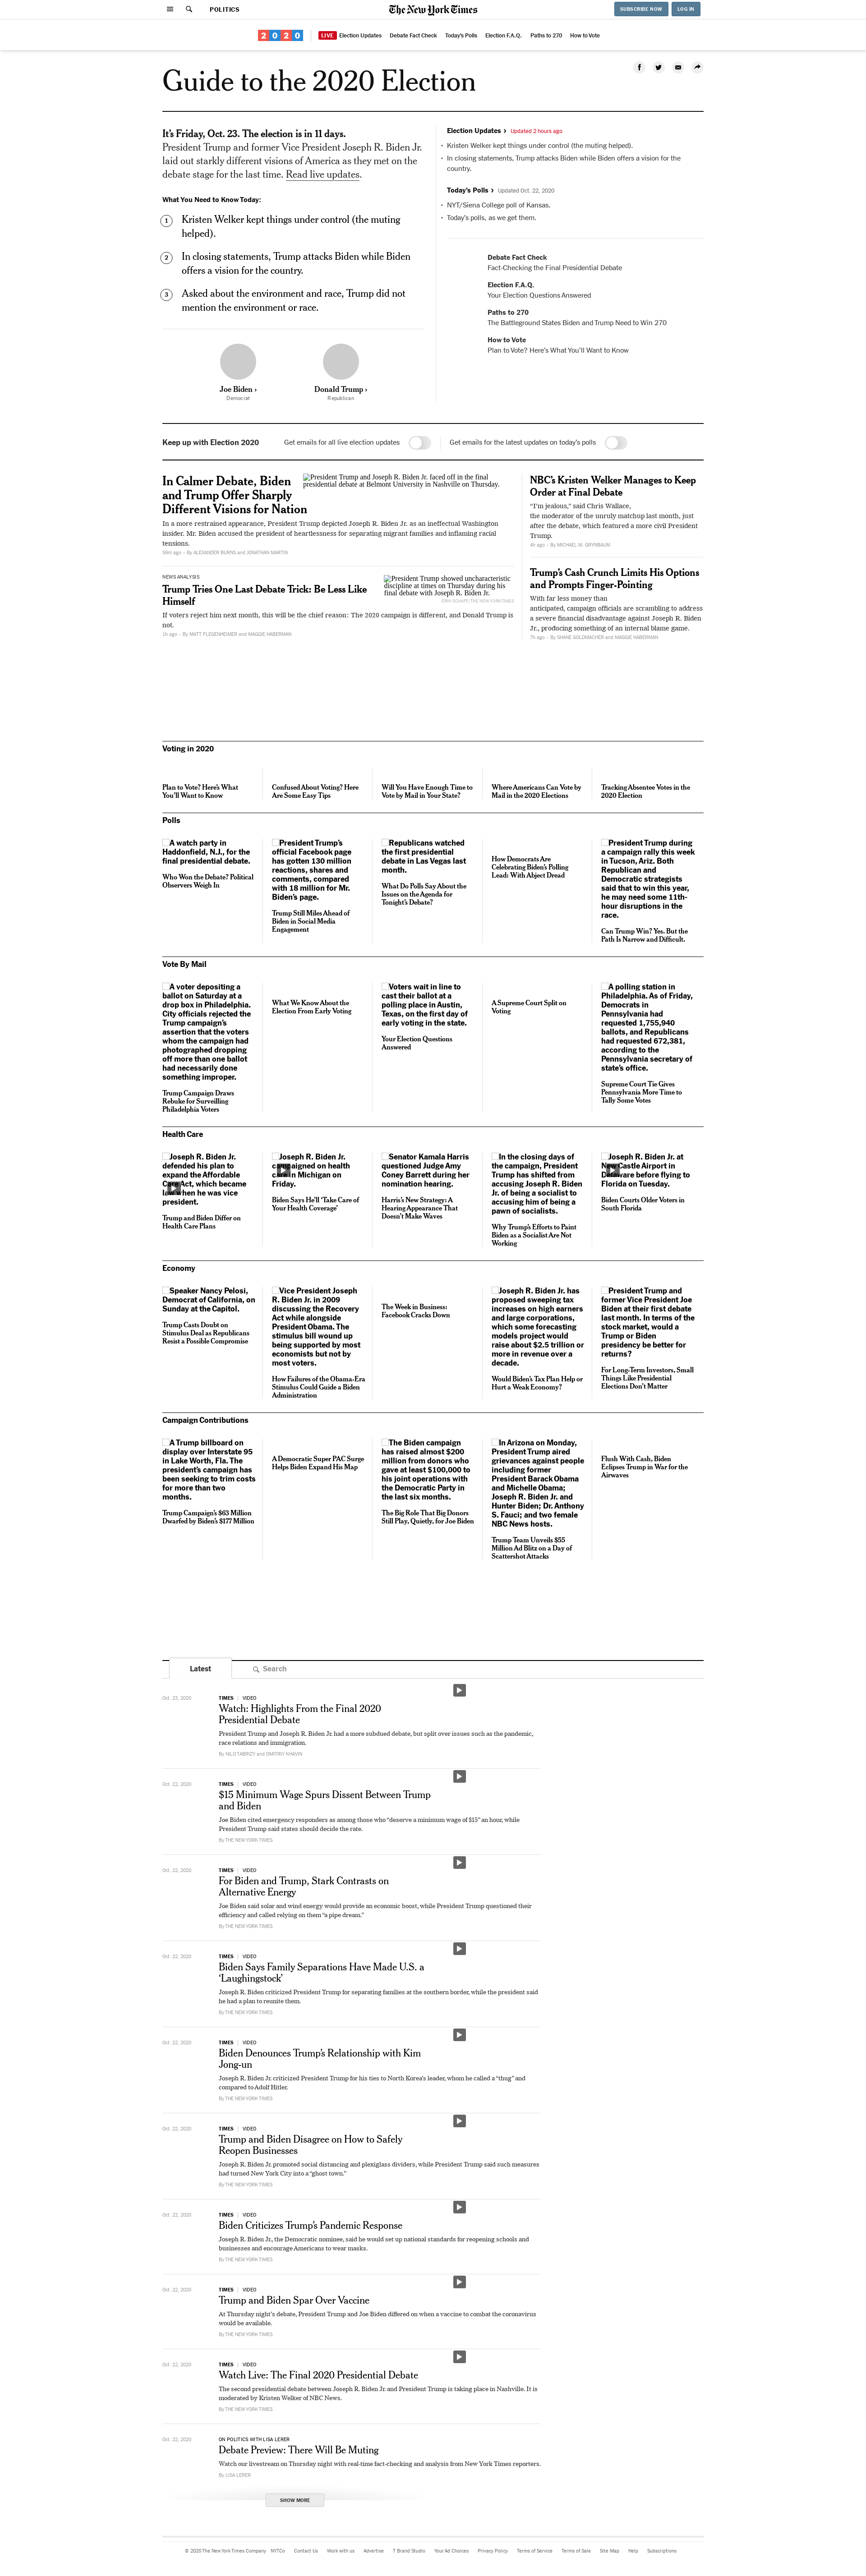 POLITICS
The New York Times
SUBSCRIBE NOW
LOG IN
2020
LIVE Election Updates
Debate Fact Check
Today's Polls
Election F.A.Q.
Paths to 270
How to Vote
Guide to the 2020 Election
It's Friday, Oct. 23. The election is in 11 days.
President Trump and former Vice President Joseph R. Biden Jr.
laid out starkly different visions of America as they met on the
debate stage for the last time. Read live updates.
What You Need to Know Today:
1 Kristen Welker kept things under control (the muting
helped).
2 In closing statements, Trump attacks Biden while Biden
offers a vision for the country.
3 Asked about the environment and race, Trump did not
mention the environment or race.
Joe Biden ›
Democrat
Donald Trump ›
Republican
Election Updates › Updated 2 hours ago
• Kristen Welker kept things under control (the muting helped).
• In closing statements, Trump attacks Biden while Biden offers a vision for the
country.
Today's Polls › Updated Oct. 22, 2020
• NYT/Siena College poll of Kansas.
• Today's polls, as we get them.
Debate Fact Check
Fact-Checking the Final Presidential Debate
Election F.A.Q.
Your Election Questions Answered
Paths to 270
The Battleground States Biden and Trump Need to Win 270
How to Vote
Plan to Vote? Here's What You'll Want to Know
Keep up with Election 2020
Get emails for all live election updates
Get emails for the latest updates on today's polls
In Calmer Debate, Biden
and Trump Offer Sharply
Different Visions for Nation
President Trump and Joseph R. Biden Jr. faced off in the final
presidential debate at Belmont University in Nashville on Thursday.
In a more restrained appearance, President Trump depicted Joseph R. Biden Jr. as an ineffectual Washington
insider. Mr. Biden accused the president of heartlessness for separating migrant families and inflaming racial
tensions.
59m ago – By ALEXANDER BURNS and JONATHAN MARTIN
NEWS ANALYSIS
Trump Tries One Last Debate Trick: Be Less Like
Himself
President Trump showed uncharacteristic
discipline at times on Thursday during his
final debate with Joseph R. Biden Jr.
ERIN SCHAFF/THE NEW YORK TIMES
If voters reject him next month, this will be the chief reason: The 2020 campaign is different, and Donald Trump is
not.
1h ago – By MATT FLEGENHEIMER and MAGGIE HABERMAN
NBC's Kristen Welker Manages to Keep
Order at Final Debate
"I'm jealous," said Chris Wallace,
the moderator of the unruly matchup last month, just
after the debate, which featured a more civil President
Trump.
4h ago – By MICHAEL M. GRYNBAUM
Trump's Cash Crunch Limits His Options
and Prompts Finger-Pointing
With far less money than
anticipated, campaign officials are scrambling to address
a severe financial disadvantage against Joseph R. Biden
Jr., producing something of an internal blame game.
7h ago – By SHANE GOLDMACHER and MAGGIE HABERMAN
Voting in 2020
Plan to Vote? Here's What
You'll Want to Know
Confused About Voting? Here
Are Some Easy Tips
Will You Have Enough Time to
Vote by Mail in Your State?
Where Americans Can Vote by
Mail in the 2020 Elections
Tracking Absentee Votes in the
2020 Election
Polls
A watch party in
Haddonfield, N.J., for the
final presidential debate.
Who Won the Debate? Political
Observers Weigh In
President Trump's
official Facebook page
has gotten 130 million
reactions, shares and
comments, compared
with 18 million for Mr.
Biden's page.
Trump Still Miles Ahead of
Biden in Social Media
Engagement
Republicans watched
the first presidential
debate in Las Vegas last
month.
What Do Polls Say About the
Issues on the Agenda for
Tonight's Debate?
How Democrats Are
Celebrating Biden's Polling
Lead: With Abject Dread
President Trump during
a campaign rally this week
in Tucson, Ariz. Both
Republican and
Democratic strategists
said that to win this year,
he may need some 11th-
hour disruptions in the
race.
Can Trump Win? Yes. But the
Path Is Narrow and Difficult.
Vote By Mail
A voter depositing a
ballot on Saturday at a
drop box in Philadelphia.
City officials rejected the
Trump campaign's
assertion that the voters
whom the campaign had
photographed dropping
off more than one ballot
had necessarily done
something improper.
Trump Campaign Draws
Rebuke for Surveilling
Philadelphia Voters
What We Know About the
Election From Early Voting
Voters wait in line to
cast their ballot at a
polling place in Austin,
Texas, on the first day of
early voting in the state.
Your Election Questions
Answered
A Supreme Court Split on
Voting
A polling station in
Philadelphia. As of Friday,
Democrats in
Pennsylvania had
requested 1,755,940
ballots, and Republicans
had requested 672,381,
according to the
Pennsylvania secretary of
state's office.
Supreme Court Tie Gives
Pennsylvania More Time to
Tally Some Votes
Health Care
Joseph R. Biden Jr.
defended his plan to
expand the Affordable
Act, which became
when he was vice
president.
Trump and Biden Differ on
Health Care Plans
Joseph R. Biden Jr.
on health
in Michigan on
Friday.
Biden Says He'll 'Take Care of
Your Health Coverage'
Senator Kamala Harris
questioned Judge Amy
Coney Barrett during her
nomination hearing.
Harris's New Strategy: A
Hearing Appearance That
Doesn't Make Waves
In the closing days of
the campaign, President
Trump has shifted from
accusing Joseph R. Biden
Jr. of being a socialist to
accusing him of being a
pawn of socialists.
Why Trump's Efforts to Paint
Biden as a Socialist Are Not
Working
Joseph R. Biden Jr. at
Castle Airport in
before flying to
Florida on Tuesday.
Biden Courts Older Voters in
South Florida
Economy
Speaker Nancy Pelosi,
Democrat of California, on
Sunday at the Capitol.
Trump Casts Doubt on
Stimulus Deal as Republicans
Resist a Possible Compromise
Vice President Joseph
R. Biden Jr. in 2009
discussing the Recovery
Act while alongside
President Obama. The
stimulus bill wound up
being supported by most
economists but not by
most voters.
How Failures of the Obama-Era
Stimulus Could Guide a Biden
Administration
The Week in Business:
Facebook Cracks Down
Joseph R. Biden Jr. has
proposed sweeping tax
increases on high earners
and large corporations,
which some forecasting
models project would
raise about $2.5 trillion or
more in revenue over a
decade.
Would Biden's Tax Plan Help or
Hurt a Weak Economy?
President Trump and
former Vice President Joe
Biden at their first debate
last month. In terms of the
stock market, would a
Trump or Biden
presidency be better for
returns?
For Long-Term Investors, Small
Things Like Presidential
Elections Don't Matter
Campaign Contributions
A Trump billboard on
display over Interstate 95
in Lake Worth, Fla. The
president's campaign has
been seeking to trim costs
for more than two
months.
Trump Campaign's $63 Million
Dwarfed by Biden's $177 Million
A Democratic Super PAC Surge
Helps Biden Expand His Map
The Biden campaign
has raised almost $200
million from donors who
gave at least $100,000 to
his joint operations with
the Democratic Party in
the last six months.
The Big Role That Big Donors
Still Play, Quietly, for Joe Biden
In Arizona on Monday,
President Trump aired
grievances against people
including former
President Barack Obama
and Michelle Obama;
Joseph R. Biden Jr. and
Hunter Biden; Dr. Anthony
S. Fauci; and two female
NBC News hosts.
Trump Team Unveils $55
Million Ad Blitz on a Day of
Scattershot Attacks
Flush With Cash, Biden
Eclipses Trump in War for the
Airwaves
Latest
Search
Oct. 23, 2020
TIMES | VIDEO
Watch: Highlights From the Final 2020
Presidential Debate
President Trump and Joseph R. Biden Jr. had a more subdued debate, but split over issues such as the pandemic,
race relations and immigration.
By NILO TABRIZY and DMITRIY KHAVIN
Oct. 22, 2020
TIMES | VIDEO
$15 Minimum Wage Spurs Dissent Between Trump
and Biden
Joe Biden cited emergency responders as among those who "deserve a minimum wage of $15" an hour, while
President Trump said states should decide the rate.
By THE NEW YORK TIMES
Oct. 22, 2020
TIMES | VIDEO
For Biden and Trump, Stark Contrasts on
Alternative Energy
Joe Biden said solar and wind energy would provide an economic boost, while President Trump questioned their
efficiency and called relying on them "a pipe dream."
By THE NEW YORK TIMES
Oct. 22, 2020
TIMES | VIDEO
Biden Says Family Separations Have Made U.S. a
'Laughingstock'
Joseph R. Biden criticized President Trump for separating families at the southern border, while the president said
he had a plan to reunite them.
By THE NEW YORK TIMES
Oct. 22, 2020
TIMES | VIDEO
Biden Denounces Trump's Relationship with Kim
Jong-un
Joseph R. Biden Jr. criticized President Trump for his ties to North Korea's leader, whom he called a "thug" and
compared to Adolf Hitler.
By THE NEW YORK TIMES
Oct. 22, 2020
TIMES | VIDEO
Trump and Biden Disagree on How to Safely
Reopen Businesses
Joseph R. Biden Jr. promoted social distancing and plexiglass dividers, while President Trump said such measures
had turned New York City into a "ghost town."
By THE NEW YORK TIMES
Oct. 22, 2020
TIMES | VIDEO
Biden Criticizes Trump's Pandemic Response
Joseph R. Biden Jr., the Democratic nominee, said he would set up national standards for reopening schools and
businesses and encourage Americans to wear masks.
By THE NEW YORK TIMES
Oct. 22, 2020
TIMES | VIDEO
Trump and Biden Spar Over Vaccine
At Thursday night's debate, President Trump and Joe Biden differed on when a vaccine to combat the coronavirus
would be available.
By THE NEW YORK TIMES
Oct. 22, 2020
TIMES | VIDEO
Watch Live: The Final 2020 Presidential Debate
The second presidential debate between Joseph R. Biden Jr. and President Trump is taking place in Nashville. It is
moderated by Kristen Welker of NBC News.
By THE NEW YORK TIMES
Oct. 22, 2020
ON POLITICS WITH LISA LERER
Debate Preview: There Will Be Muting
Watch our livestream on Thursday night with real-time fact-checking and analysis from New York Times reporters.
By LISA LERER
SHOW MORE
© 2020 The New York Times Company
NYTCo
Contact Us
Work with us
Advertise
T Brand Studio
Your Ad Choices
Privacy Policy
Terms of Service
Terms of Sale
Site Map
Help
Subscriptions